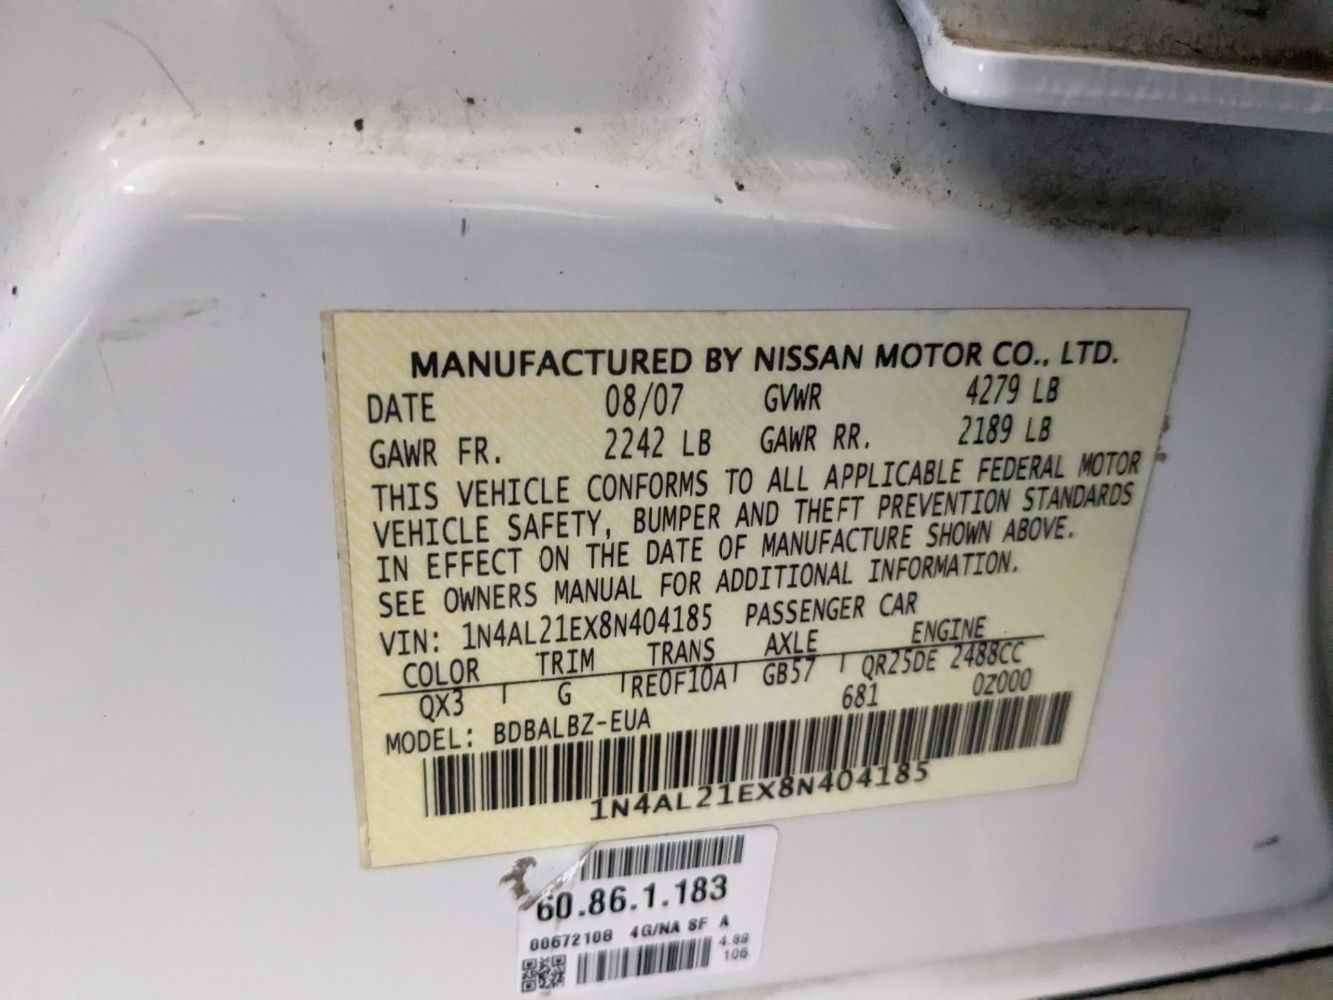 MANUFACTURED BY NISSAN MOTOR CO., LTD.
DATE 08/07 GVWR 4279 LB
GAWR FR. 2242 LB GAWR RR. 2189 LB
THIS VEHICLE CONFORMS TO ALL APPLICABLE FEDERAL MOTOR
VEHICLE SAFETY, BUMPER AND THEFT PREVENTION STANDARDS
IN EFFECT ON THE DATE OF MANUFACTURE SHOWN ABOVE.
SEE OWNERS MANUAL FOR ADDITIONAL INFORMATION.
VIN: 1N4AL21EX8N404185 PASSENGER CAR
COLOR TRIM TRANS AXLE ENGINE
QX3 G RE0F10A GB57 QR25DE 2488CC
MODEL: BDBALBZ-EUA 681 0Z000
1N4AL21EX8N404185
60.86.1.183
00672108 4G/NA SF A
4.89
105